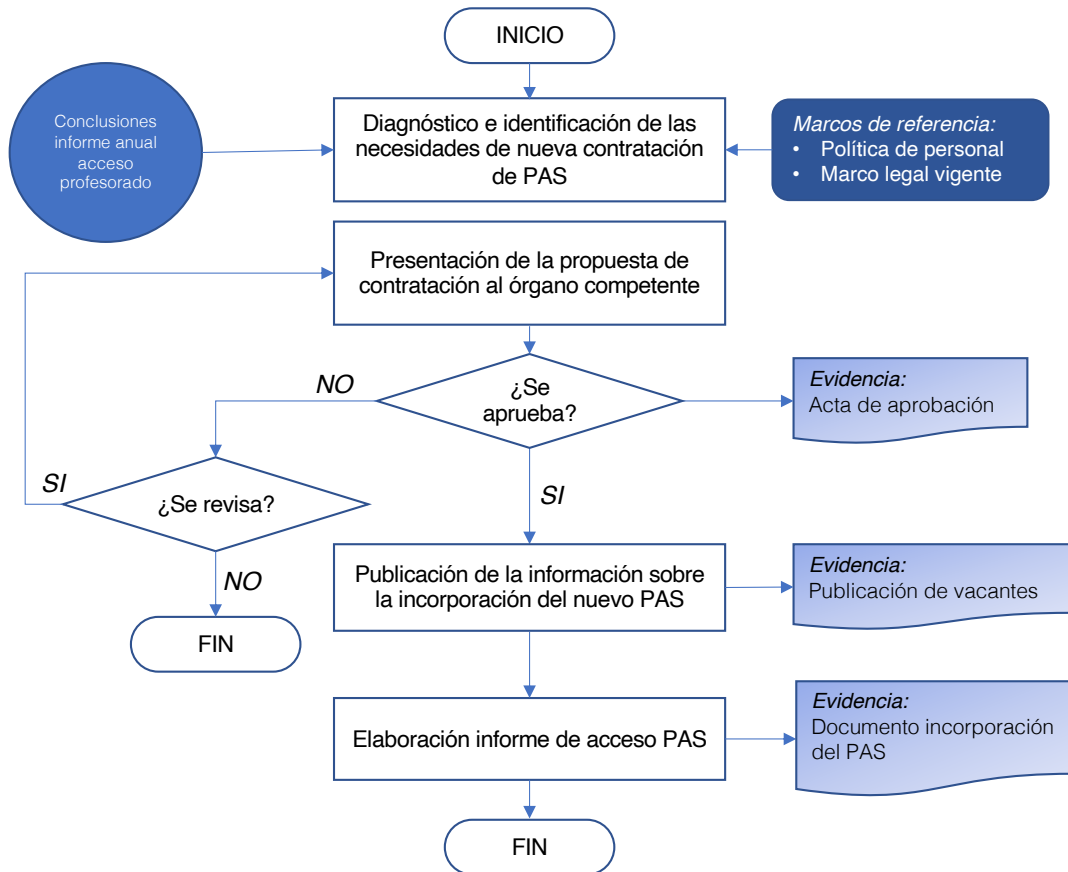 INICIO
Conclusiones
informe anual
acceso
profesorado
Diagnóstico e identificación de las
necesidades de nueva contratación
de PAS
Marcos de referencia:
• Política de personal
• Marco legal vigente
Presentación de la propuesta de
contratación al órgano competente
¿Se
aprueba?
NO
Evidencia:
Acta de aprobación
SI
¿Se revisa?
SI
NO
FIN
Publicación de la información sobre
la incorporación del nuevo PAS
Evidencia:
Publicación de vacantes
Elaboración informe de acceso PAS
Evidencia:
Documento incorporación
del PAS
FIN